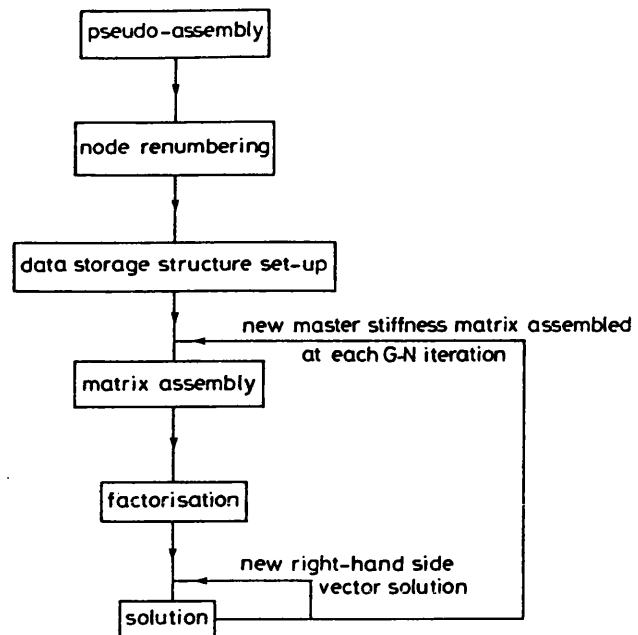 pseudo-assembly
node renumbering
data storage structure set-up
new master stiffness matrix assembled
at each G-N iteration
matrix assembly
factorisation
new right-hand side
vector solution
solution